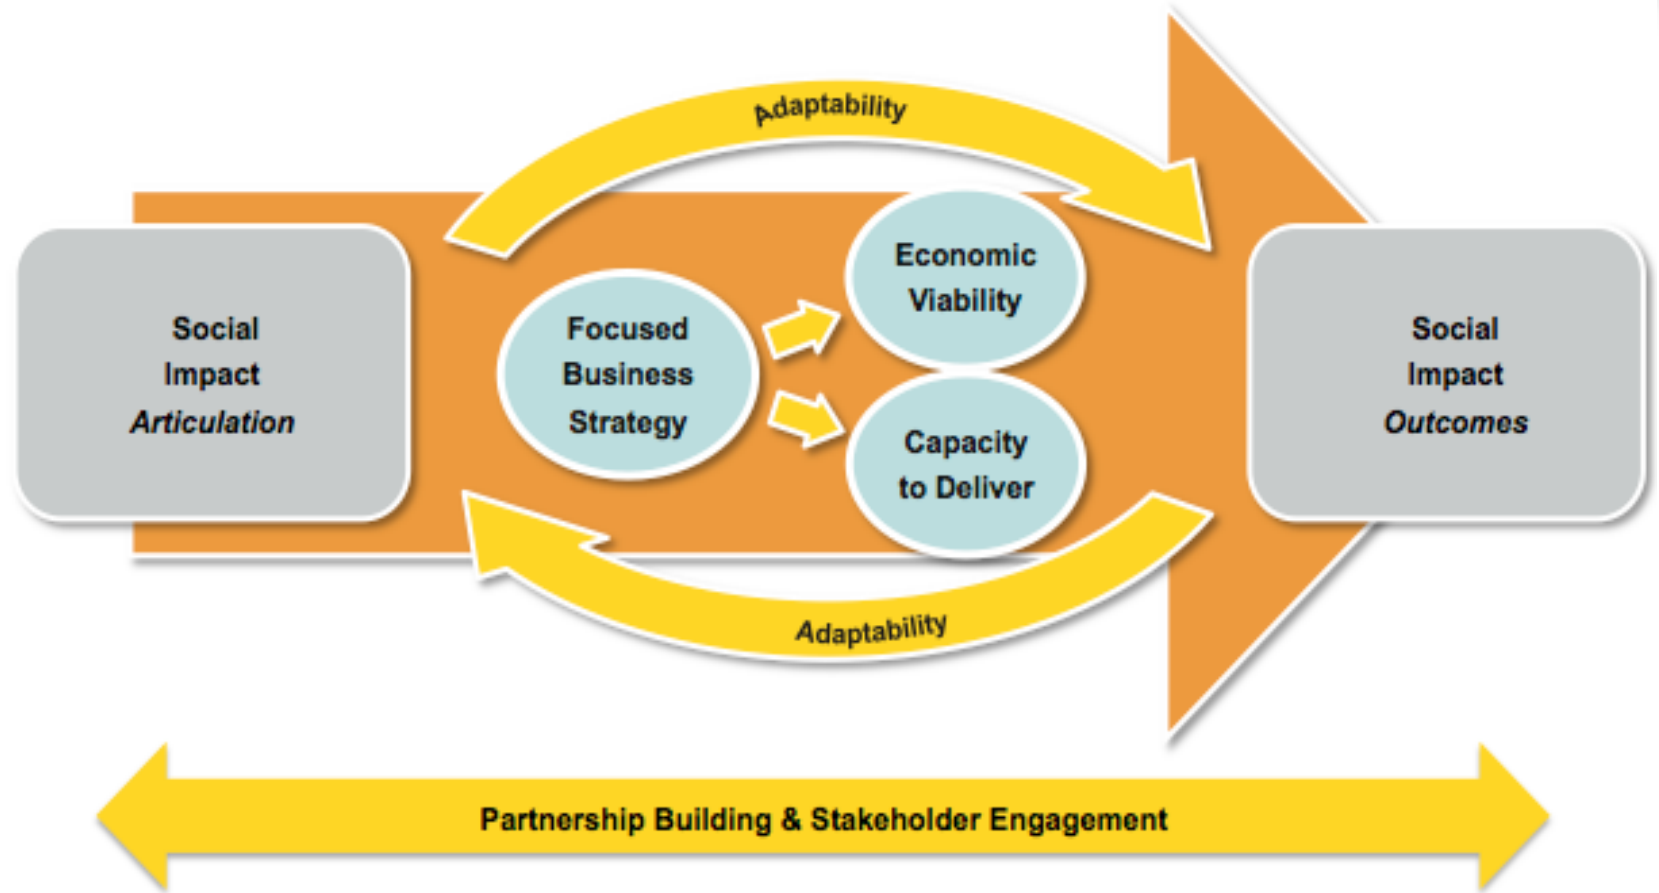 Adaptability
Social
Impact
Articulation
Focused
Business
Strategy
Economic
Viability
Capacity
to Deliver
Social
Impact
Outcomes
Adaptability
Partnership Building & Stakeholder Engagement